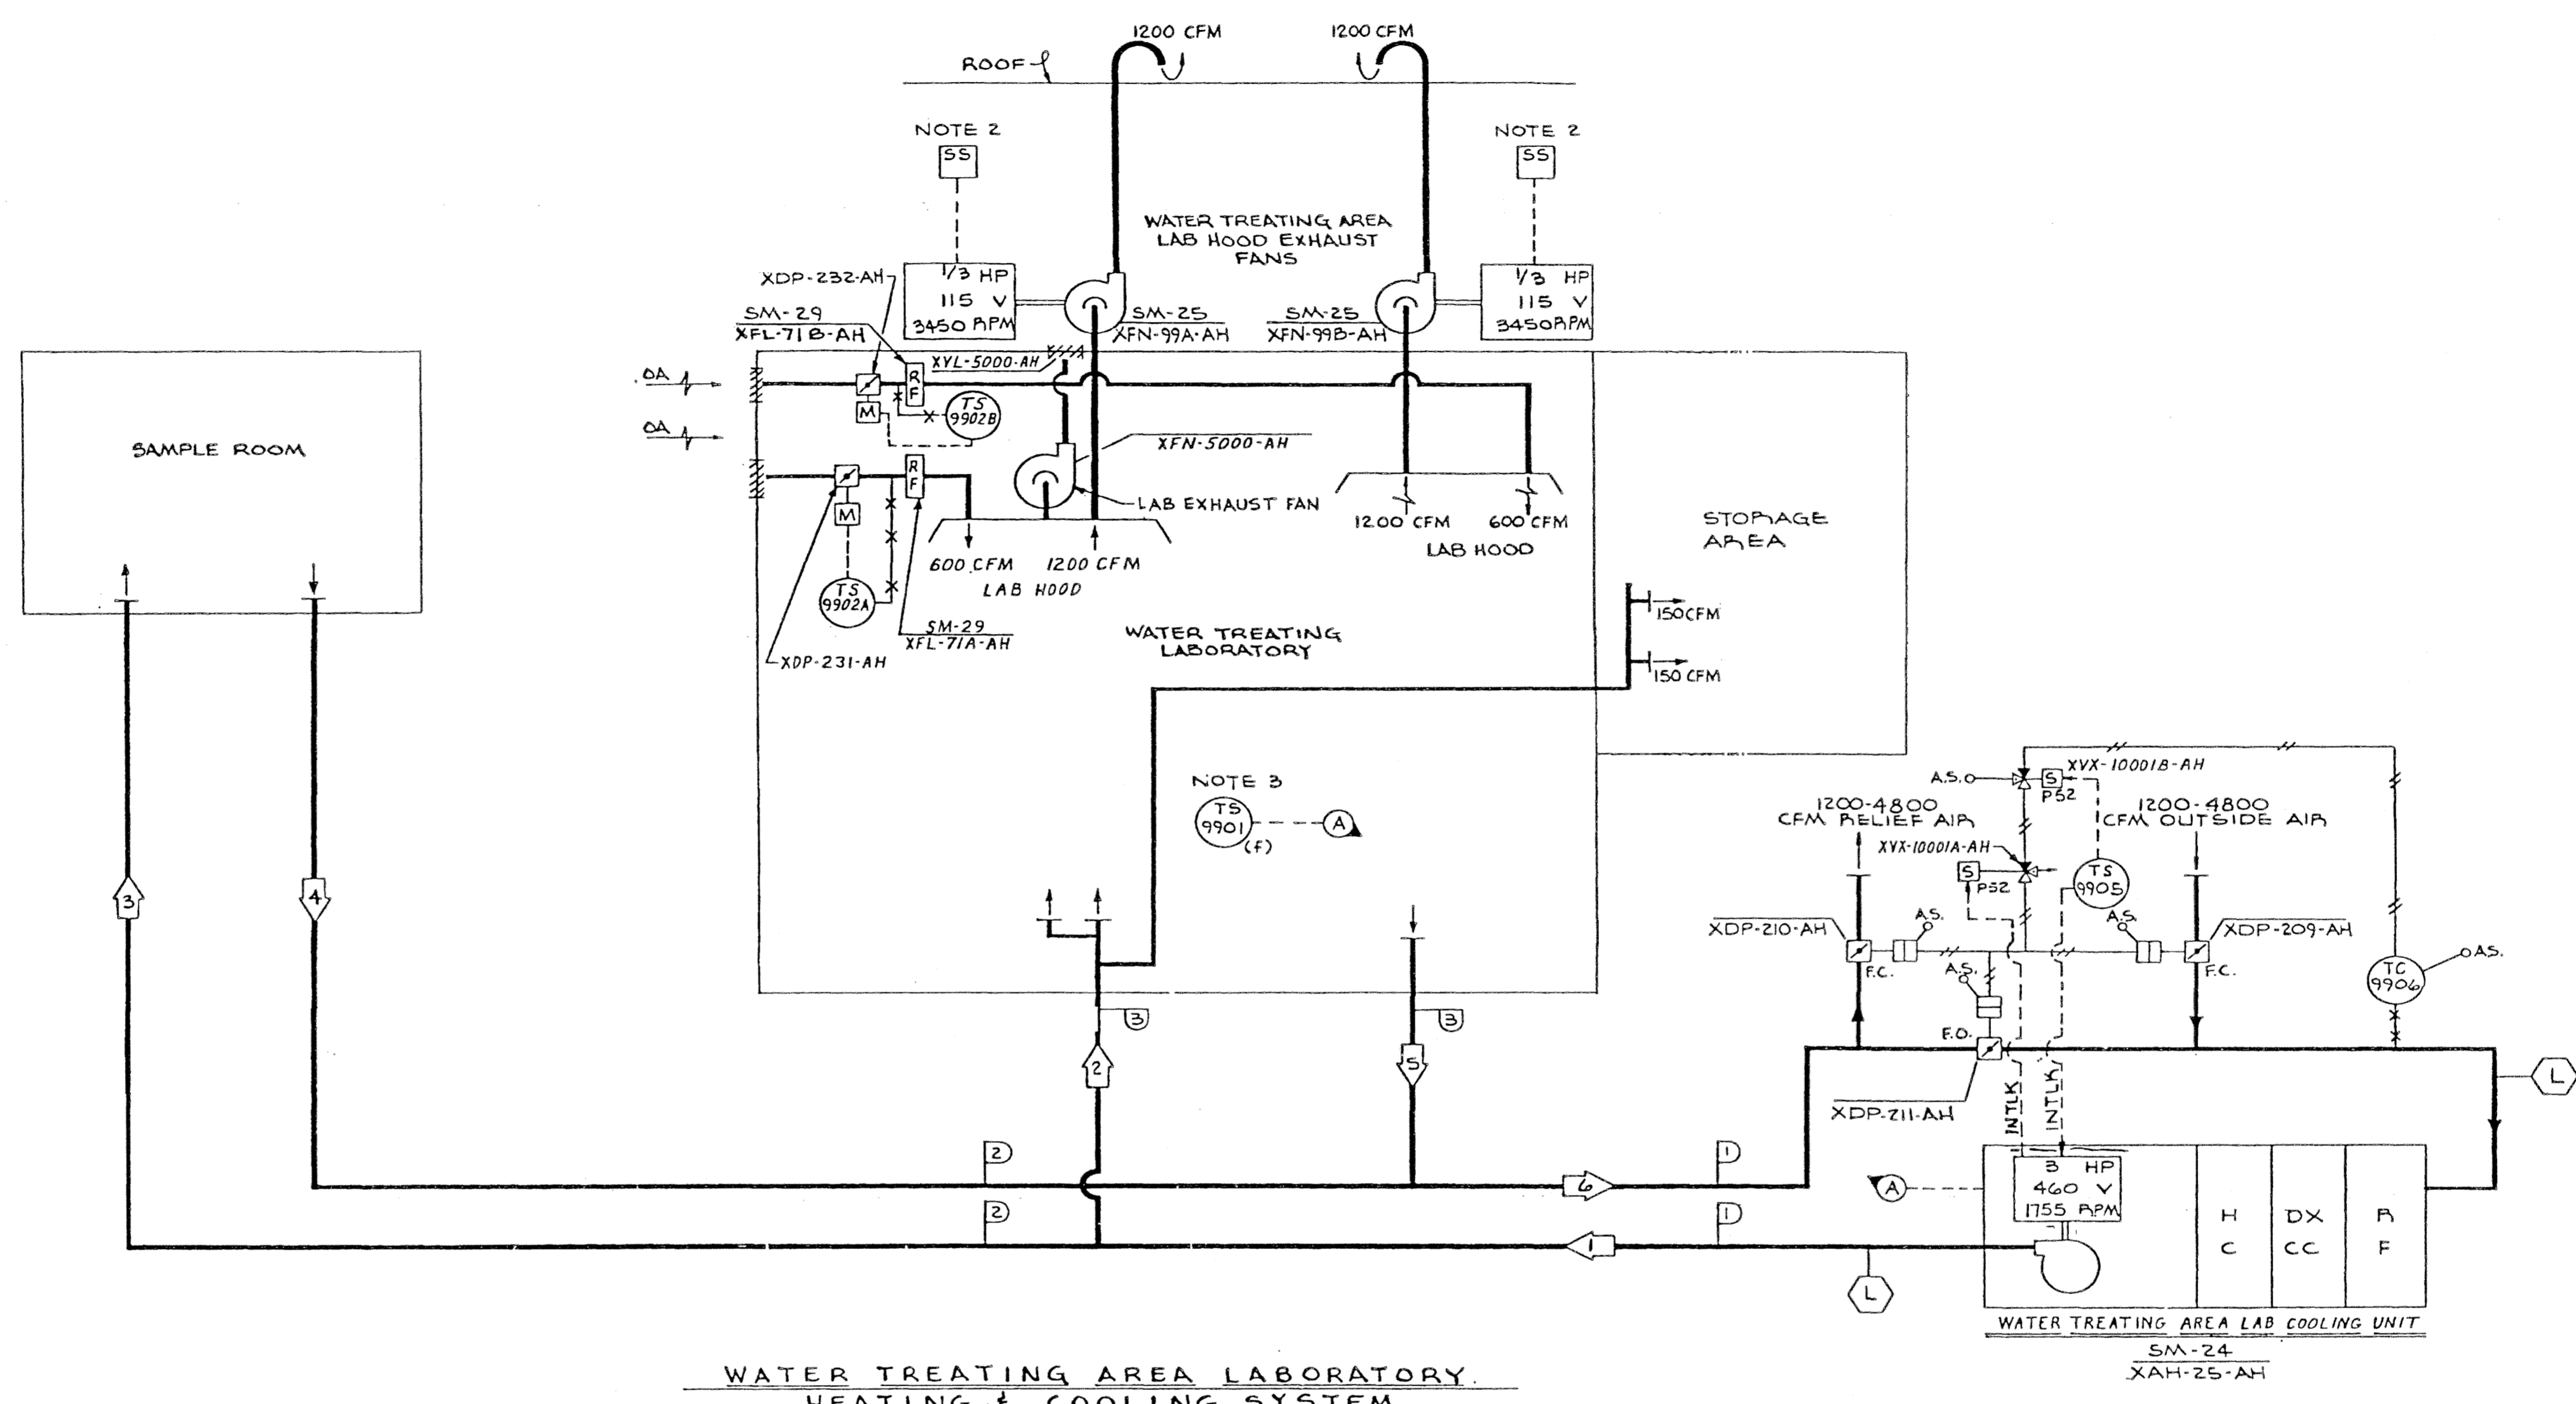 1200 CFM
1200 CFM
ROOF
NOTE 2
SS
NOTE 2
SS
WATER TREATING AREA
LAB HOOD EXHAUST
FANS
1/3 HP
115 V
3450 RPM
1/3 HP
115 V
3450 RPM
XDP-232-AH
SM-29
XFL-71B-AH
SM-25
XFN-99A-AH
SM-25
XFN-99B-AH
XYL-5000-AH
OA
R
F
M
TS
9902B
OA
XFN-5000-AH
SAMPLE ROOM
R
F
M
LAB EXHAUST FAN
600 CFM
1200 CFM
LAB HOOD
1200 CFM
600 CFM
LAB HOOD
STORAGE
AREA
TS
9902A
SM-29
XFL-71A-AH
XDP-231-AH
WATER TREATING
LABORATORY
150 CFM
150 CFM
NOTE 3
TS
9901
(f)
A
A.S.
S
P52
XVX-10001B-AH
1200-4800
CFM RELIEF AIR
1200-4800
CFM OUTSIDE AIR
XVX-10001A-AH
S
P52
TS
9905
XDP-210-AH
A.S.
F.C.
A.S.
XDP-209-AH
F.C.
A.S.
TC
9906
A.S.
F.O.
XDP-211-AH
INTLK
INTLK
L
3
4
3
3
2
5
2
1
6
2
1
1
L
A
3 HP
460 V
1755 RPM
H
C
DX
CC
R
F
WATER TREATING AREA LAB COOLING UNIT
SM-24
XAH-25-AH
WATER TREATING AREA LABORATORY.
HEATING & COOLING SYSTEM